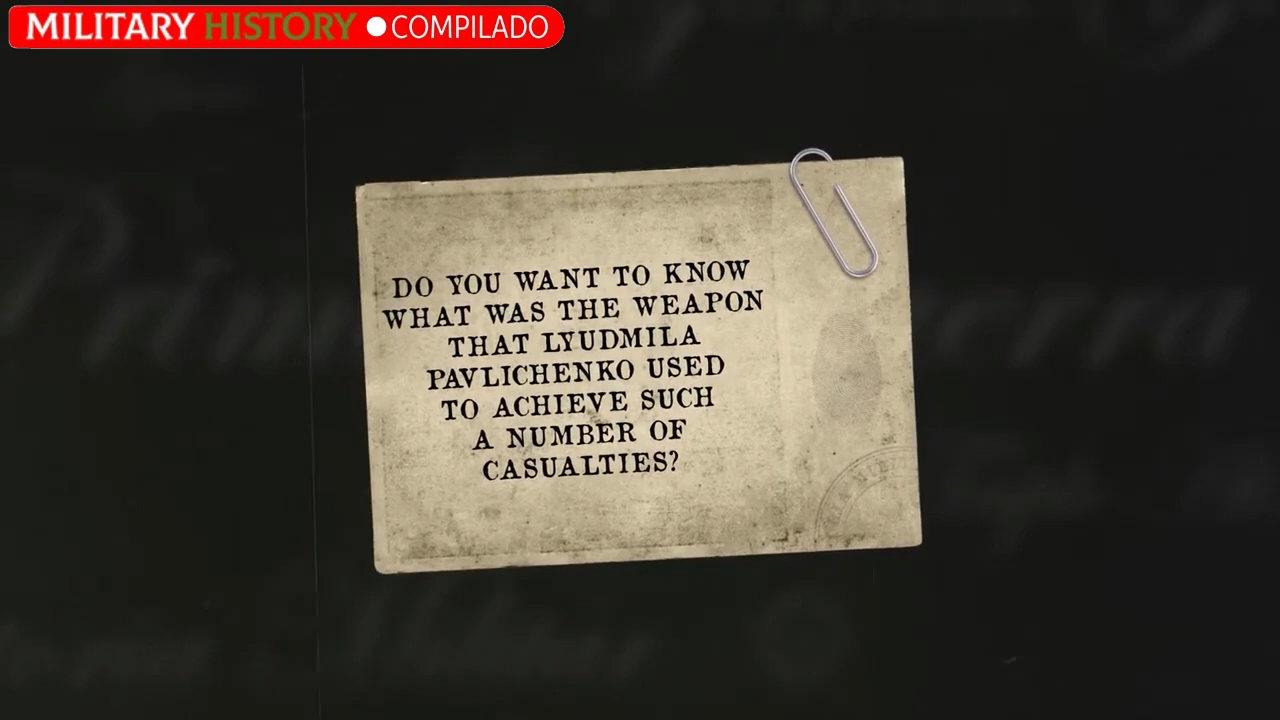 MILITARY HISTORY COMPILADO
DO YOU WANT TO KNOW
WHAT WAS THE WEAPON
THAT LYUDMILA
PAVLICHENKO USED
TO ACHIEVE SUCH
A NUMBER OF
CASUALTIES?